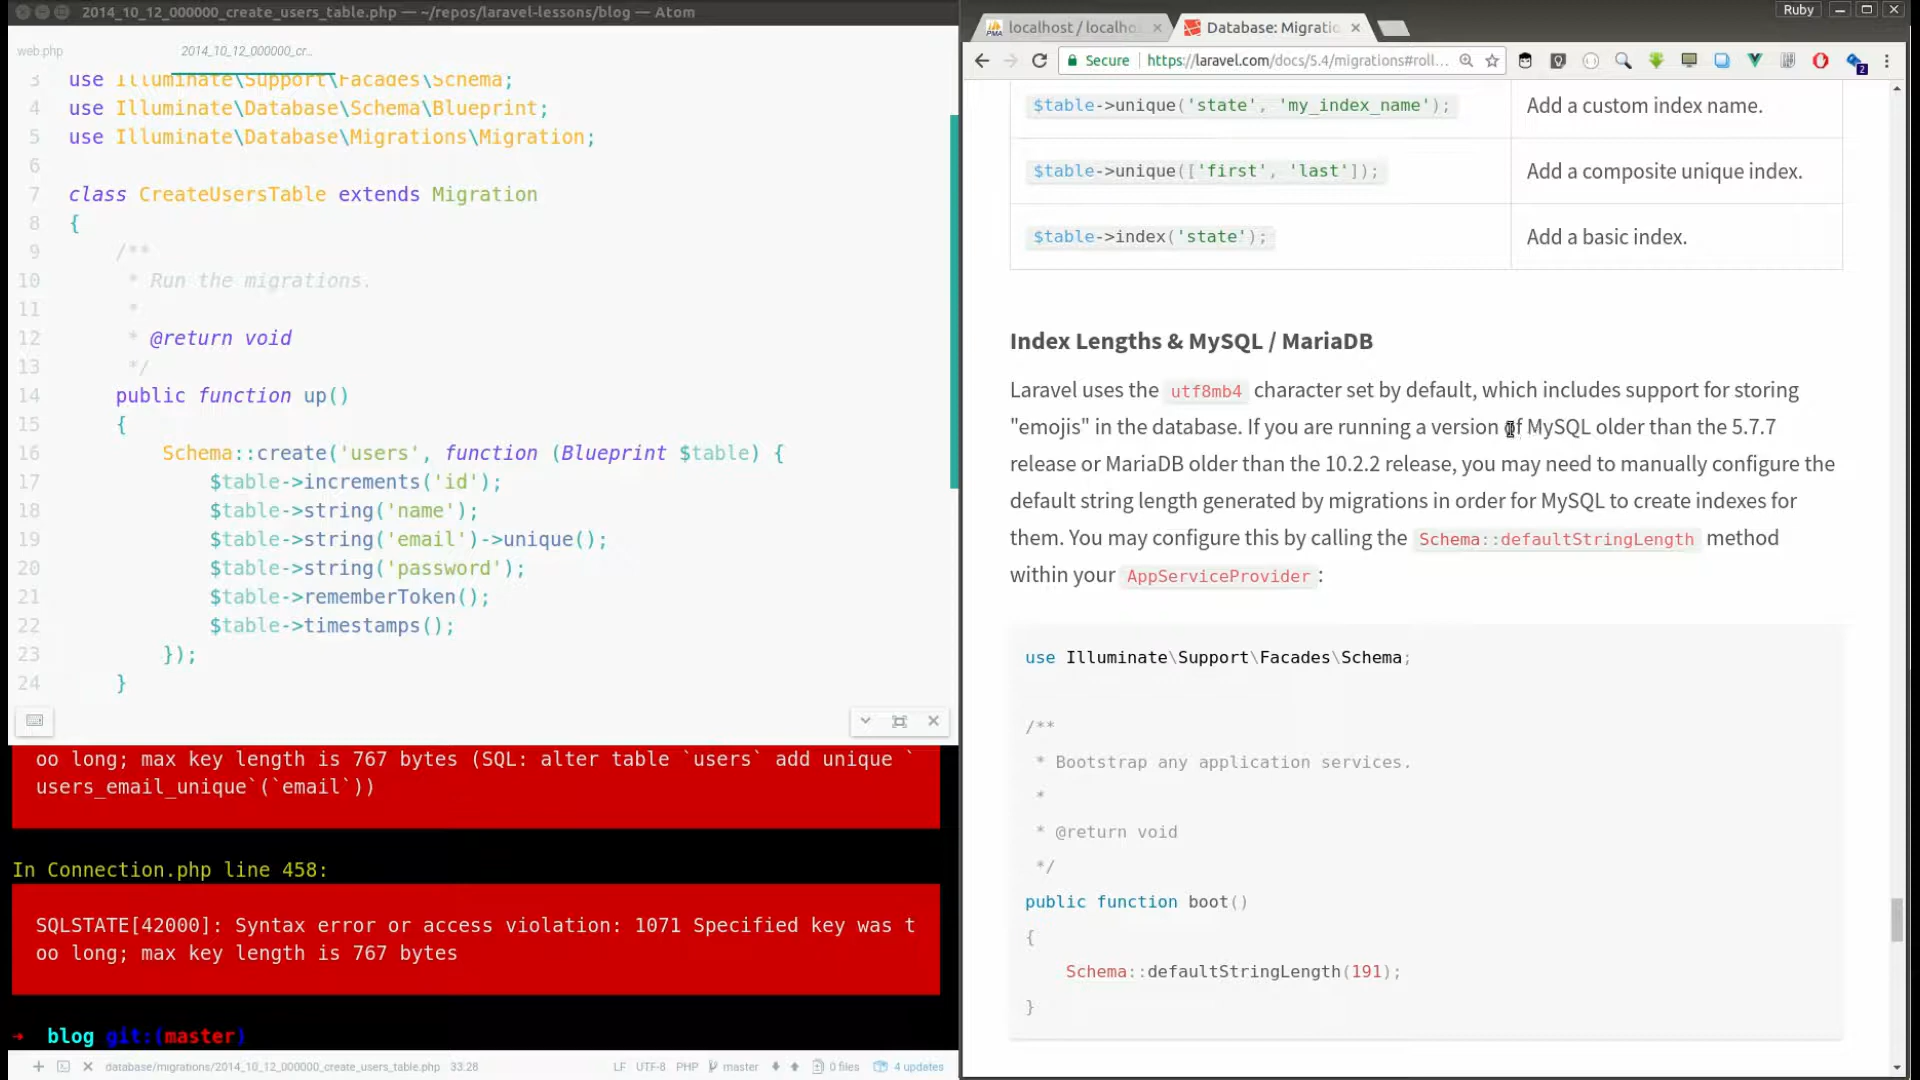 2014_10_12_000000_create_users_table.php — ~/repos/laravel-lessons/blog — Atom
web.php
2014_10_12_000000_cr...
3 use Illuminate\Support\Facades\Schema;
4 use Illuminate\Database\Schema\Blueprint;
5 use Illuminate\Database\Migrations\Migration;
6
7 class CreateUsersTable extends Migration
8 {
9 /**
10 * Run the migrations.
11 *
12 * @return void
13 */
14 public function up()
15 {
16 Schema::create('users', function (Blueprint $table) {
17 $table->increments('id');
18 $table->string('name');
19 $table->string('email')->unique();
20 $table->string('password');
21 $table->rememberToken();
22 $table->timestamps();
23 });
24 }
oo long; max key length is 767 bytes (SQL: alter table `users` add unique `
users_email_unique`(`email`))
In Connection.php line 458:
SQLSTATE[42000]: Syntax error or access violation: 1071 Specified key was t
oo long; max key length is 767 bytes
➜ blog git:(master)
database/migrations/2014_10_12_000000_create_users_table.php 33:28 LF UTF-8 PHP master 0 files 4 updates
Ruby
localhost / localho
Database: Migratio
Secure https://laravel.com/docs/5.4/migrations#roll...
2
$table->unique('state', 'my_index_name'); Add a custom index name.
$table->unique(['first', 'last']); Add a composite unique index.
$table->index('state'); Add a basic index.
Index Lengths & MySQL / MariaDB
Laravel uses the utf8mb4 character set by default, which includes support for storing
"emojis" in the database. If you are running a version of MySQL older than the 5.7.7
release or MariaDB older than the 10.2.2 release, you may need to manually configure the
default string length generated by migrations in order for MySQL to create indexes for
them. You may configure this by calling the Schema::defaultStringLength method
within your AppServiceProvider:
use Illuminate\Support\Facades\Schema;
/**
* Bootstrap any application services.
*
* @return void
*/
public function boot()
{
Schema::defaultStringLength(191);
}